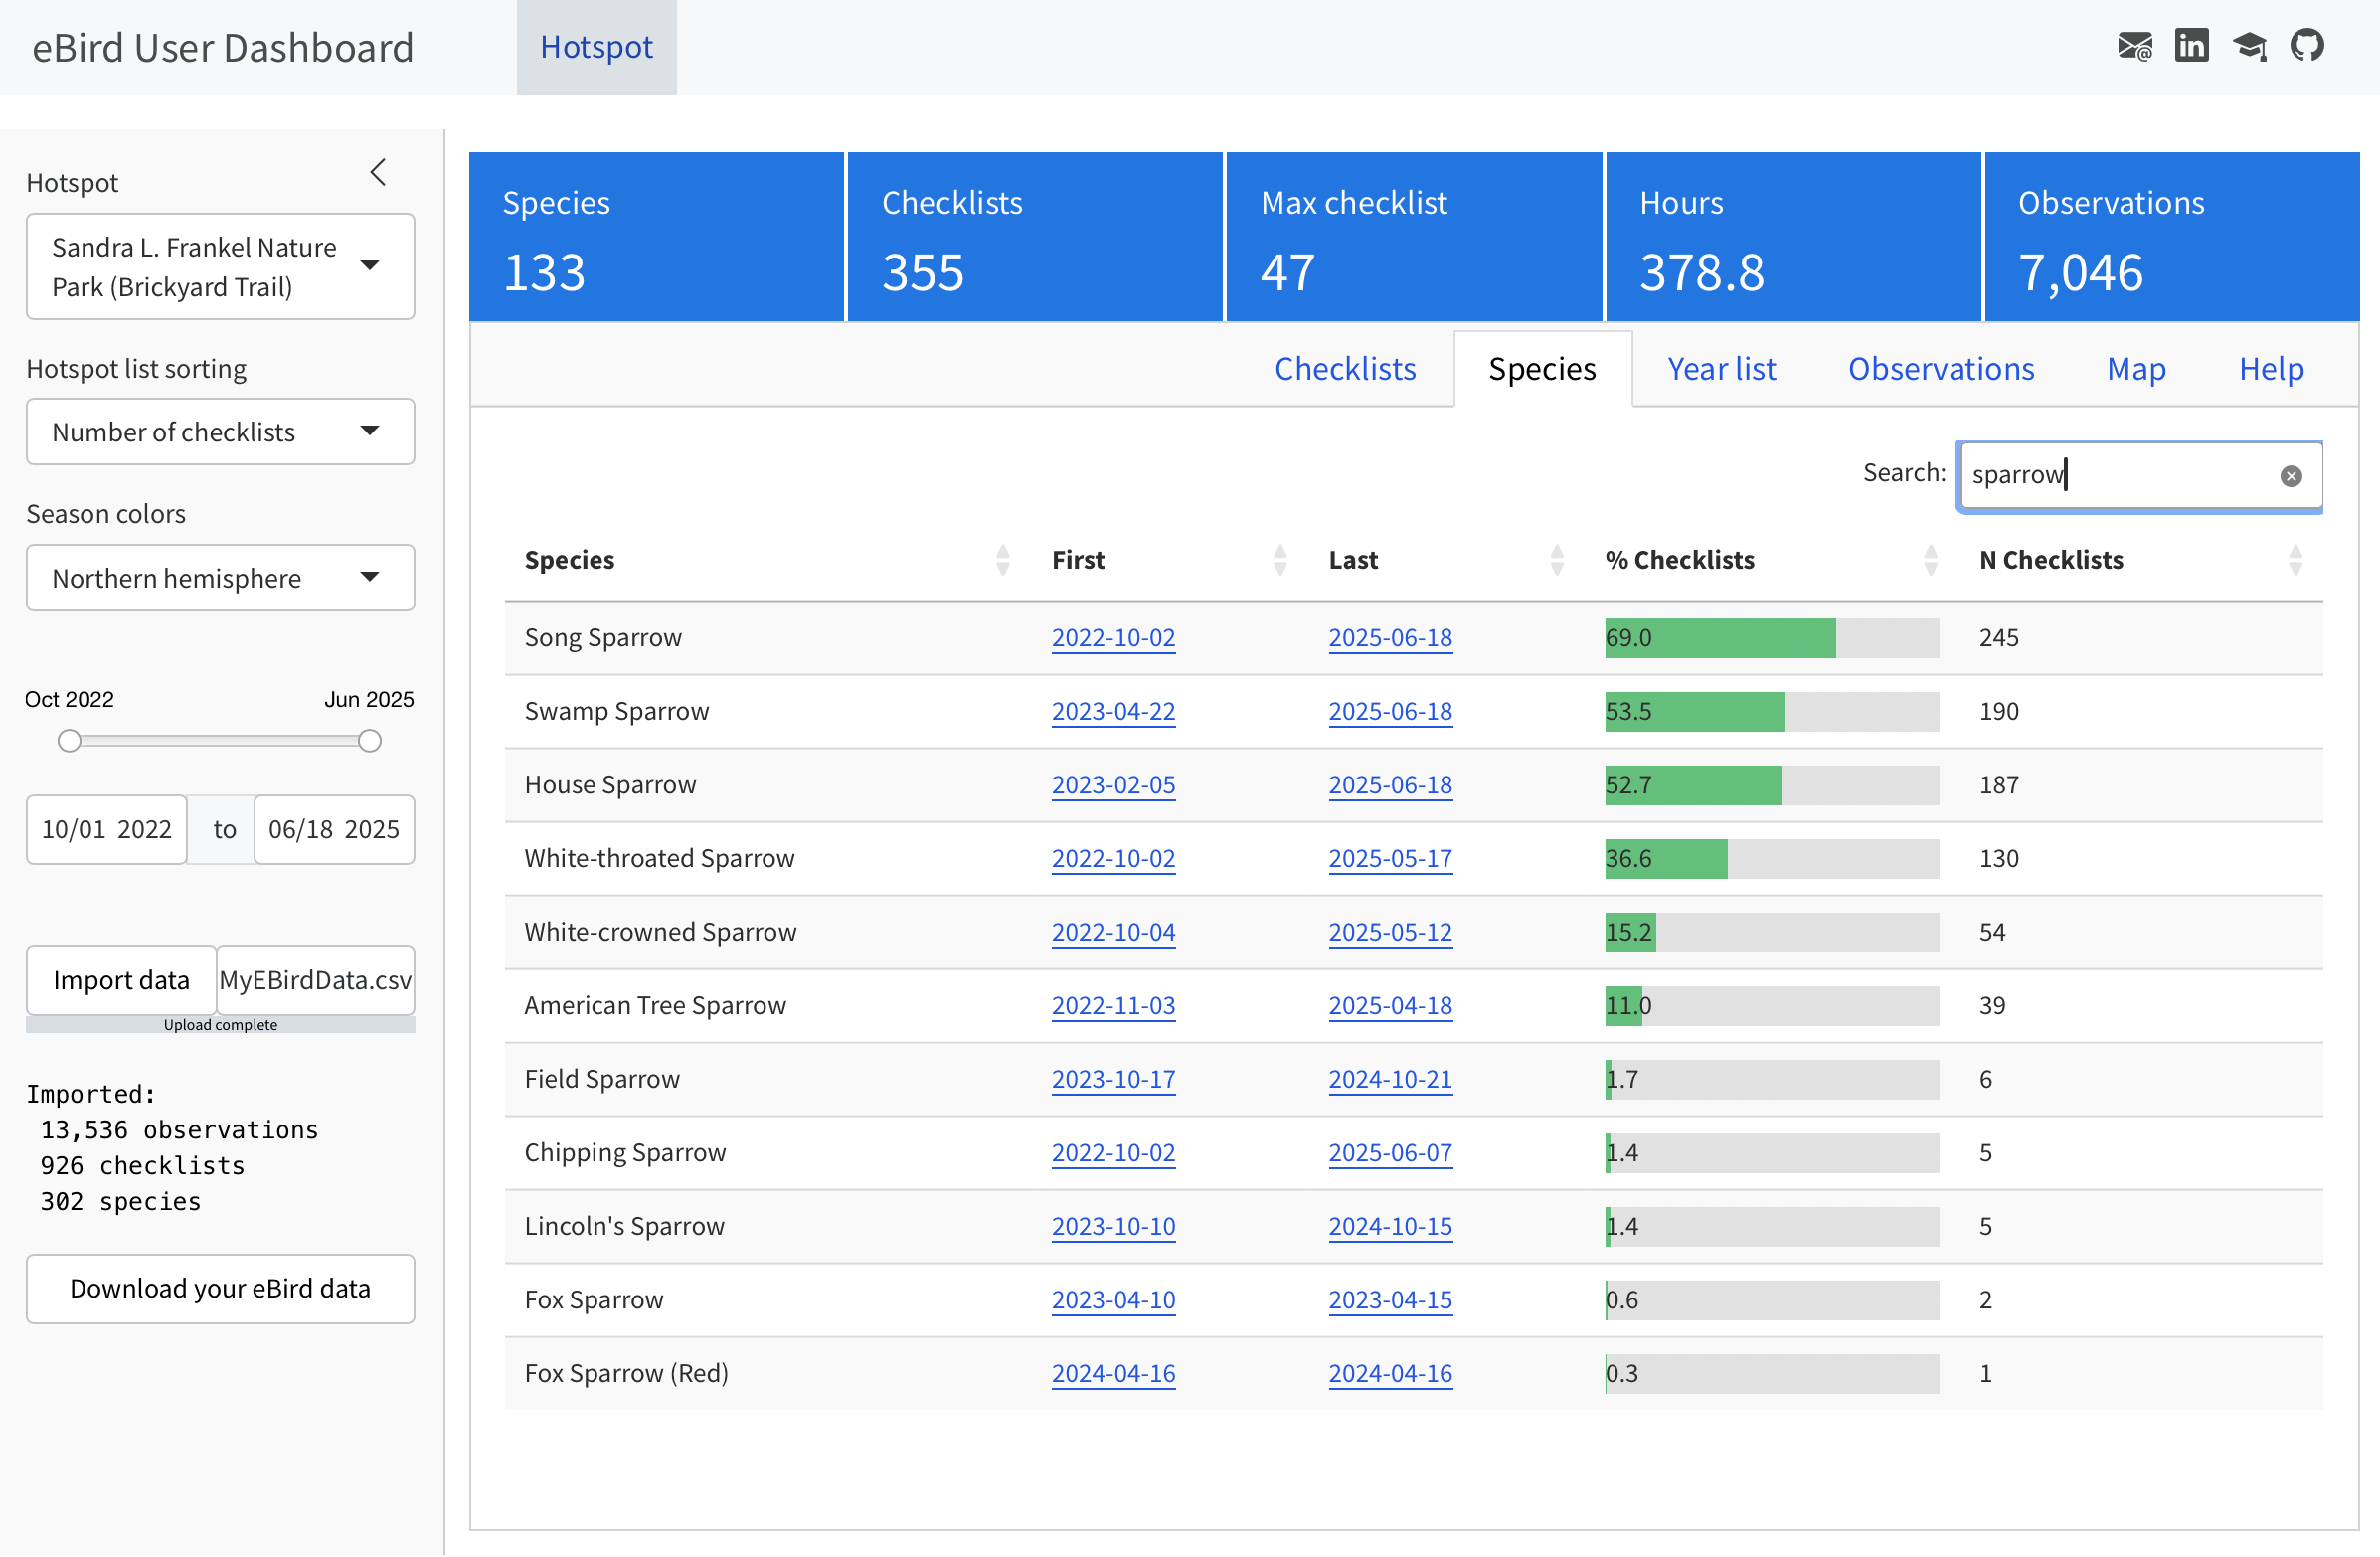 eBird User Dashboard
Hotspot
Hotspot
Sandra L. Frankel Nature
Park (Brickyard Trail)
Hotspot list sorting
Number of checklists
Season colors
Northern hemisphere
Oct 2022 Jun 2025
10/01 2022 to 06/18 2025
Import data MyEBirdData.csv
Upload complete
Imported:
13,536 observations
926 checklists
302 species
Download your eBird data
Species Checklists Max checklist Hours Observations
133 355 47 378.8 7,046
Checklists Species Year list Observations Map Help
Search: sparrow
Species First Last % Checklists N Checklists
Song Sparrow 2022-10-02 2025-06-18 69.0 245
Swamp Sparrow 2023-04-22 2025-06-18 53.5 190
House Sparrow 2023-02-05 2025-06-18 52.7 187
White-throated Sparrow 2022-10-02 2025-05-17 36.6 130
White-crowned Sparrow 2022-10-04 2025-05-12 15.2 54
American Tree Sparrow 2022-11-03 2025-04-18 11.0 39
Field Sparrow 2023-10-17 2024-10-21 1.7 6
Chipping Sparrow 2022-10-02 2025-06-07 1.4 5
Lincoln's Sparrow 2023-10-10 2024-10-15 1.4 5
Fox Sparrow 2023-04-10 2023-04-15 0.6 2
Fox Sparrow (Red) 2024-04-16 2024-04-16 0.3 1